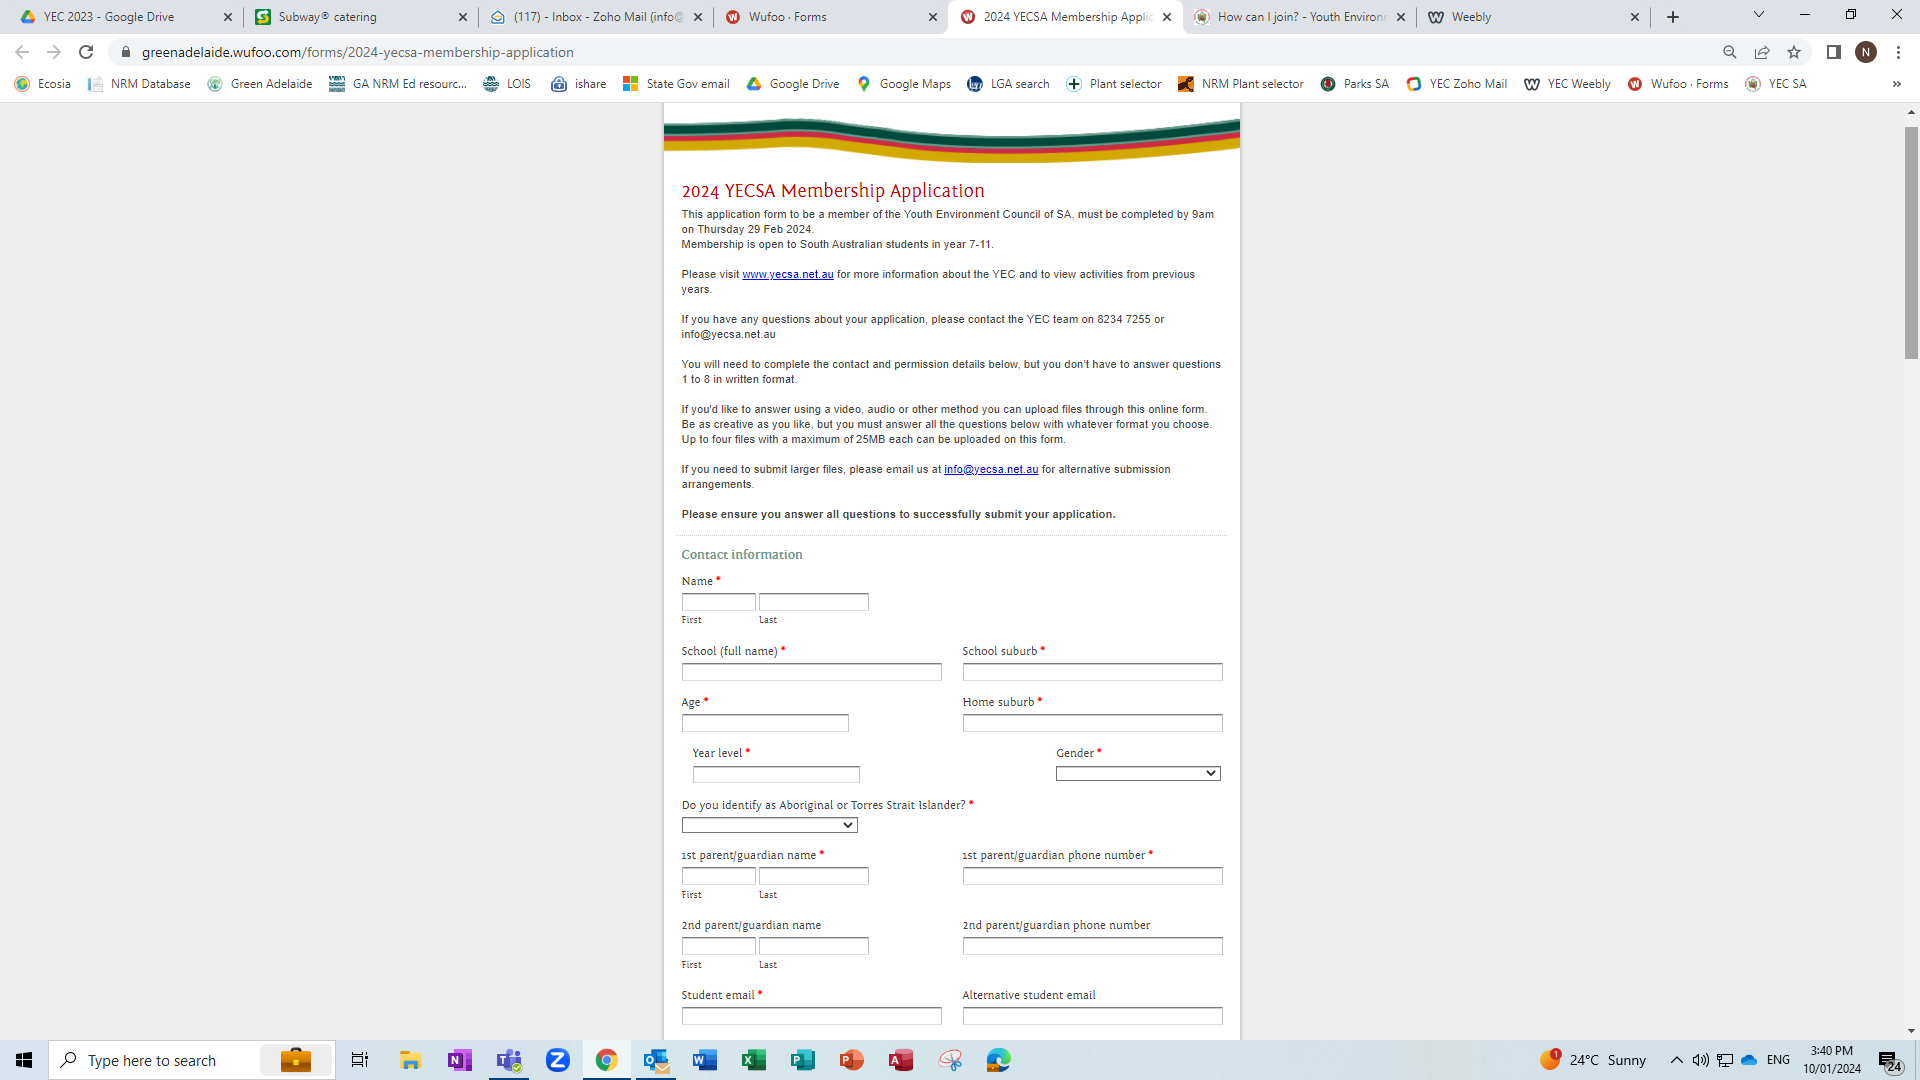 YEC 2023 - Google Drive
Subway® catering
(117) - Inbox - Zoho Mail (info@
Wufoo · Forms
2024 YECSA Membership Applic
How can I join? - Youth Environm
Weebly
greenadelaide.wufoo.com/forms/2024-yecsa-membership-application
N
Ecosia
NRM Database
Green Adelaide
GA NRM Ed resourc...
LOIS
ishare
State Gov email
Google Drive
Google Maps
LGA search
Plant selector
NRM Plant selector
Parks SA
YEC Zoho Mail
YEC Weebly
Wufoo · Forms
YEC SA
2024 YECSA Membership Application
This application form to be a member of the Youth Environment Council of SA, must be completed by 9am
on Thursday 29 Feb 2024.
Membership is open to South Australian students in year 7-11.
Please visit www.yecsa.net.au for more information about the YEC and to view activities from previous
years.
If you have any questions about your application, please contact the YEC team on 8234 7255 or
info@yecsa.net.au
You will need to complete the contact and permission details below, but you don't have to answer questions
1 to 8 in written format.
If you'd like to answer using a video, audio or other method you can upload files through this online form.
Be as creative as you like, but you must answer all the questions below with whatever format you choose.
Up to four files with a maximum of 25MB each can be uploaded on this form.
If you need to submit larger files, please email us at info@yecsa.net.au for alternative submission
arrangements.
Please ensure you answer all questions to successfully submit your application.
Contact information
Name *
First Last
School (full name) * School suburb *
Age * Home suburb *
Year level * Gender *
Do you identify as Aboriginal or Torres Strait Islander? *
1st parent/guardian name * 1st parent/guardian phone number *
First Last
2nd parent/guardian name 2nd parent/guardian phone number
First Last
Student email * Alternative student email
Type here to search
1
24°C Sunny
ENG
3:40 PM
10/01/2024
24